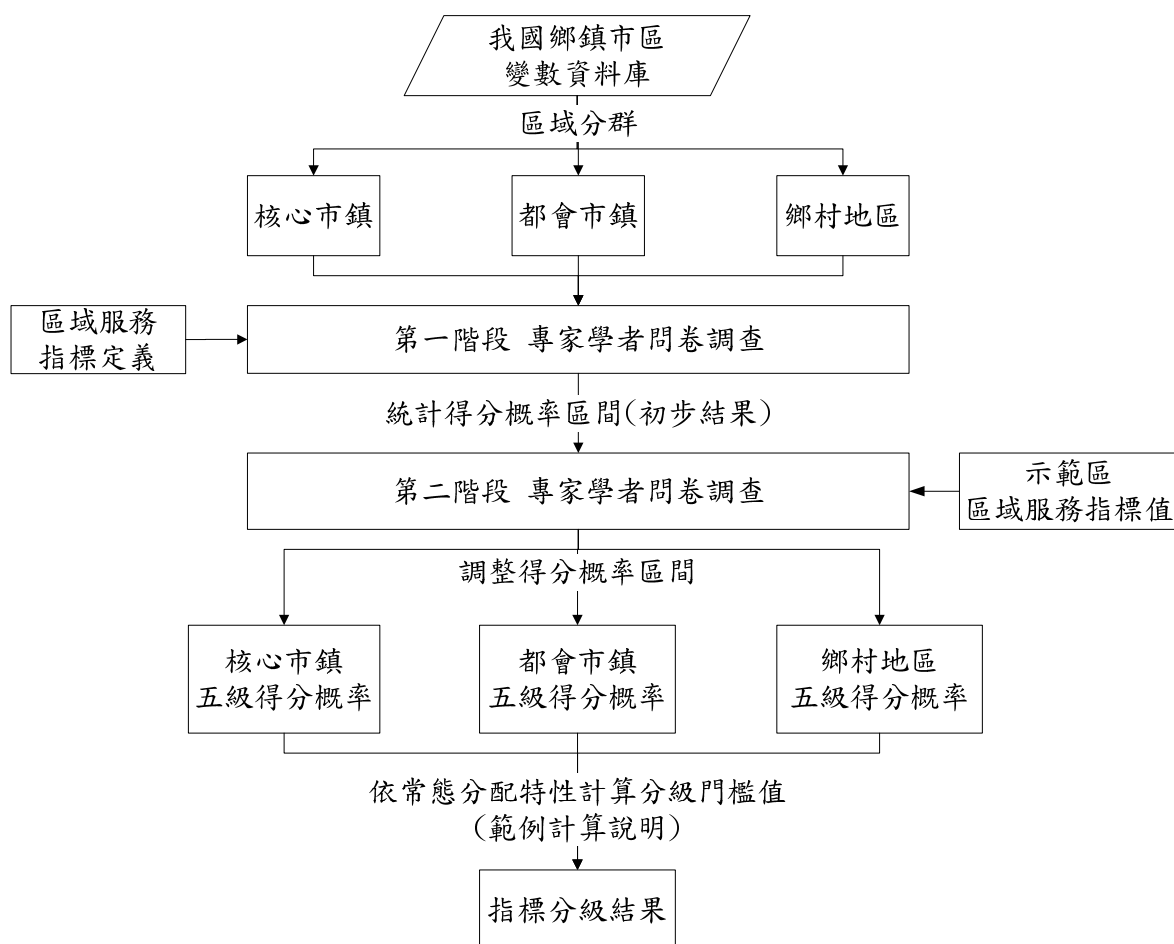 我國鄉鎮市區
變數資料庫
區域分群
核心市鎮
都會市鎮
鄉村地區
區域服務
指標定義
第一階段 專家學者問卷調查
統計得分概率區間(初步結果)
第二階段 專家學者問卷調查
示範區
區域服務指標值
調整得分概率區間
核心市鎮
五級得分概率
都會市鎮
五級得分概率
鄉村地區
五級得分概率
依常態分配特性計算分級門檻值
(範例計算說明)
指標分級結果